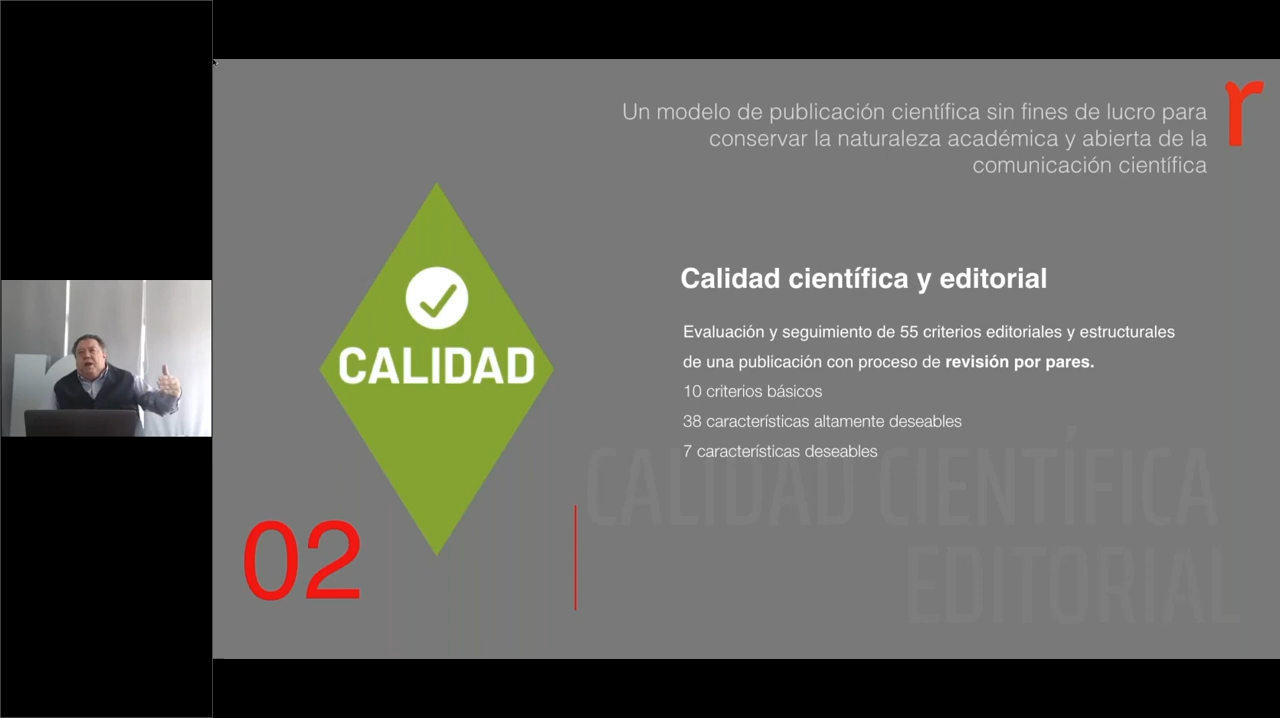 Un modelo de publicación científica sin fines de lucro para
conservar la naturaleza académica y abierta de la
comunicación científica
r
CALIDAD
Calidad científica y editorial
Evaluación y seguimiento de 55 criterios editoriales y estructurales
de una publicación con proceso de revisión por pares.
10 criterios básicos
38 características altamente deseables
7 características deseables
CALIDAD CIENTÍFICA
EDITORIAL
02